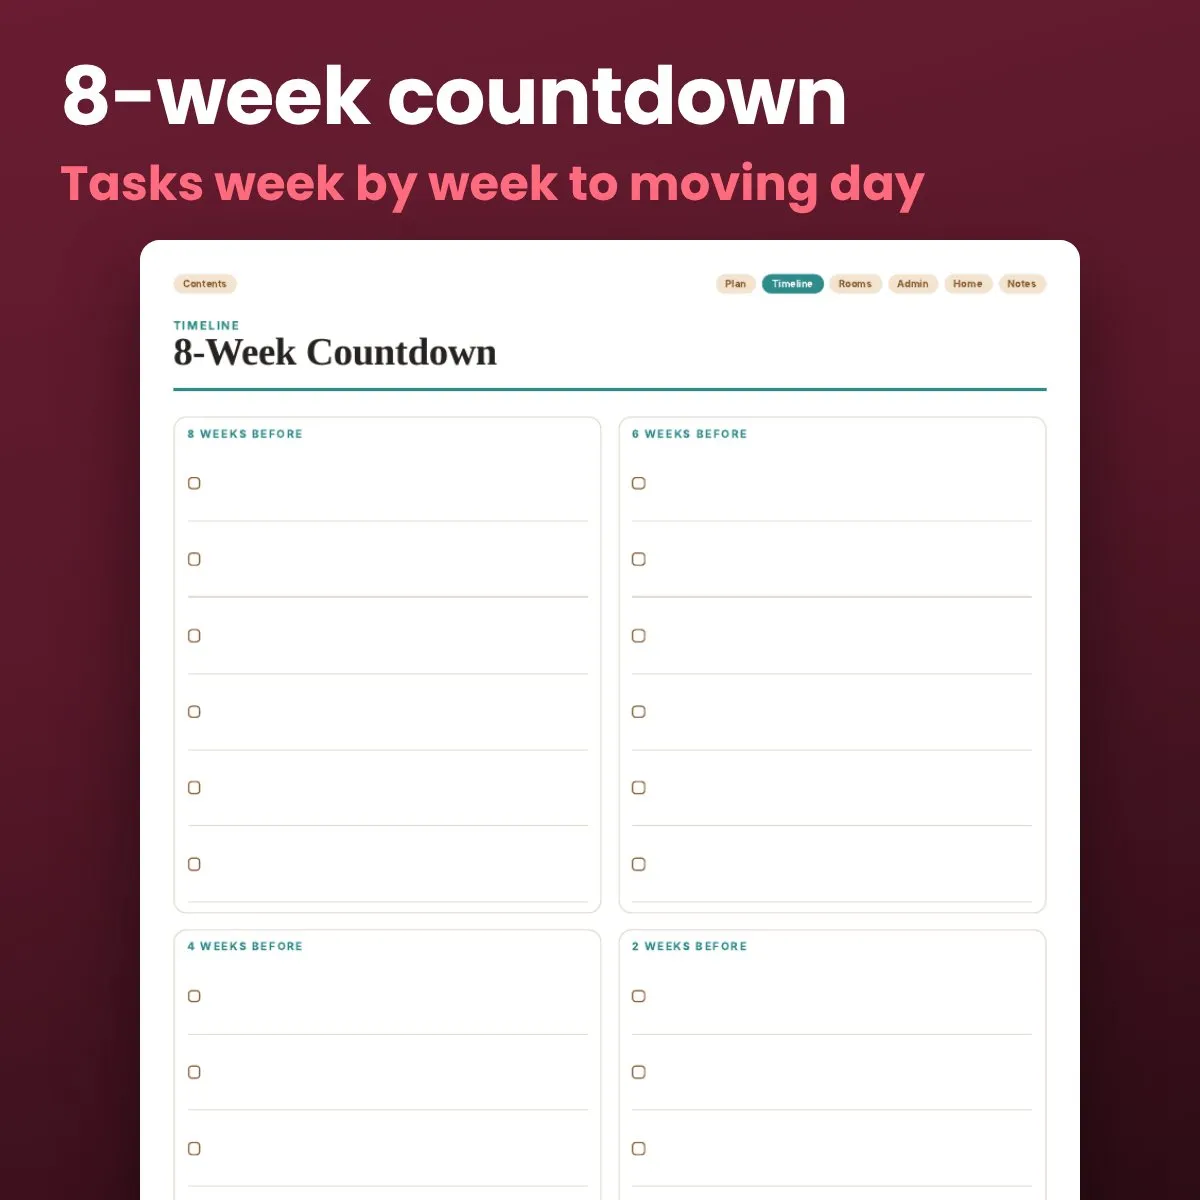 8-week countdown
Tasks week by week to moving day
Contents Plan Timeline Rooms Admin Home Notes
TIMELINE
8-Week Countdown
8 WEEKS BEFORE
6 WEEKS BEFORE
4 WEEKS BEFORE
2 WEEKS BEFORE